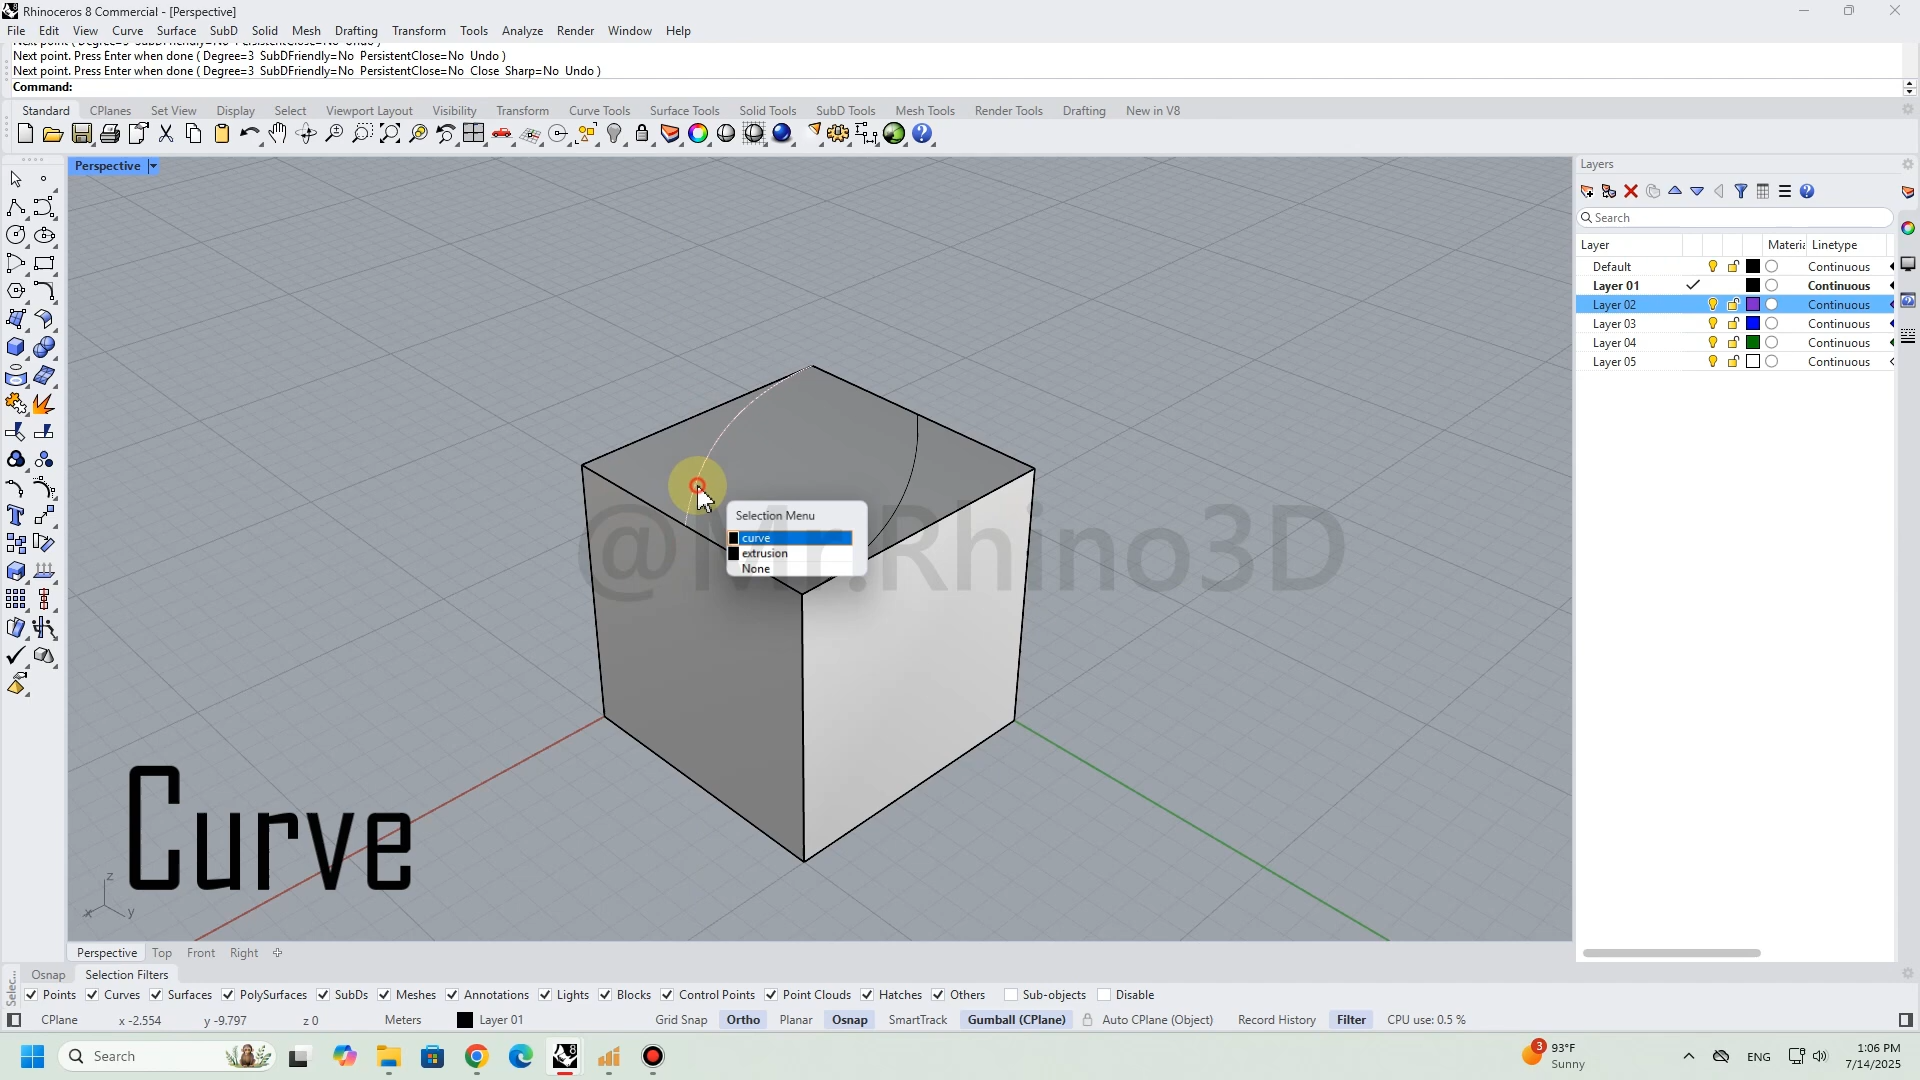 Rhinoceros 8 Commercial - [Perspective]
File Edit View Curve Surface SubD Solid Mesh Drafting Transform Tools Analyze Render Window Help
Next point. Press Enter when done ( Degree=3 SubDFriendly=No PersistentClose=No Undo )
Next point. Press Enter when done ( Degree=3 SubDFriendly=No PersistentClose=No Close Sharp=No Undo )
Command:
Standard CPlanes Set View Display Select Viewport Layout Visibility Transform Curve Tools Surface Tools Solid Tools SubD Tools Mesh Tools Render Tools Drafting New in V8
Perspective
Layers
Search
Layer Materia Linetype
Default Continuous
Layer 01 Continuous
Layer 02 Continuous
Layer 03 Continuous
Layer 04 Continuous
Layer 05 Continuous
Selection Menu
curve
extrusion
None
@Mr.Rhino3D
Curve
z
x y
Perspective Top Front Right
Selec...
Osnap Selection Filters
Points Curves Surfaces PolySurfaces SubDs Meshes Annotations Lights Blocks Control Points Point Clouds Hatches Others Sub-objects Disable
CPlane x -2.554 y -9.797 z 0 Meters Layer 01 Grid Snap Ortho Planar Osnap SmartTrack Gumball (CPlane) Auto CPlane (Object) Record History Filter CPU use: 0.5 %
Search
8
3
93°F
Sunny
ENG
1:06 PM
7/14/2025